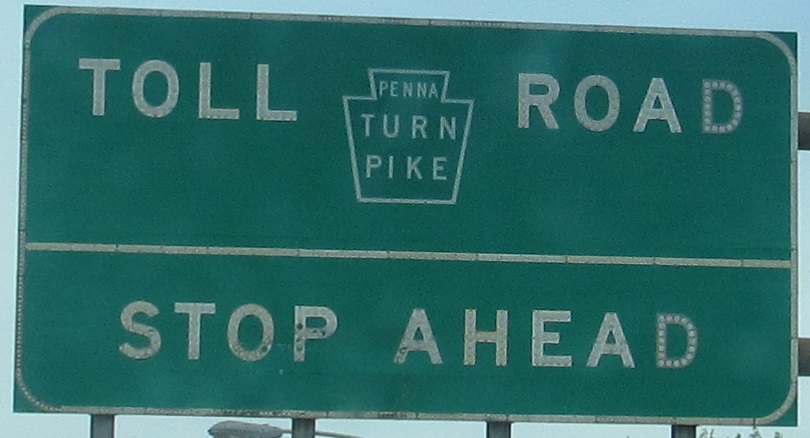 TOLL ROAD
PENNA
TURN
PIKE
STOP AHEAD